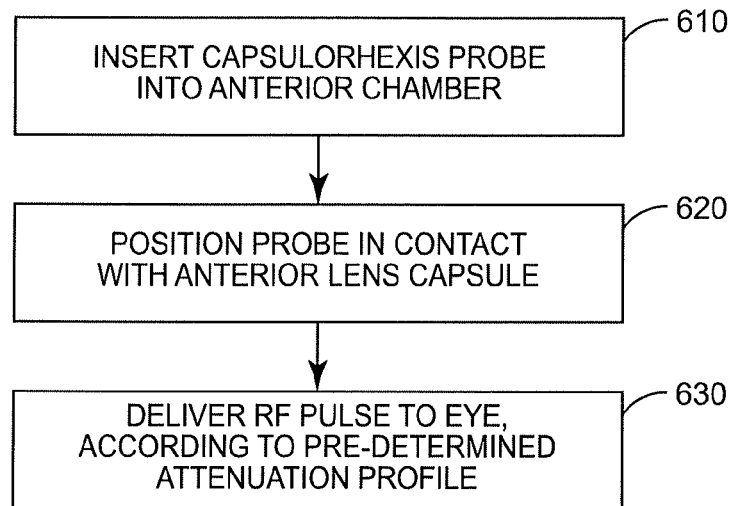 610
INSERT CAPSULORHEXIS PROBE
INTO ANTERIOR CHAMBER
620
POSITION PROBE IN CONTACT
WITH ANTERIOR LENS CAPSULE
630
DELIVER RF PULSE TO EYE,
ACCORDING TO PRE-DETERMINED
ATTENUATION PROFILE